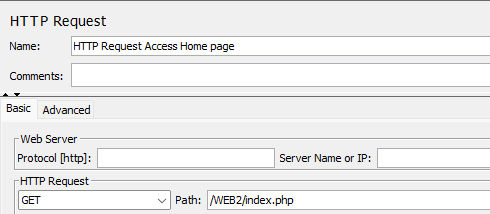 HTTP Request
Name: HTTP Request Access Home page
Comments:
Basic Advanced
Web Server
Protocol [http]: Server Name or IP:
HTTP Request
GET Path: /WEB2/index.php